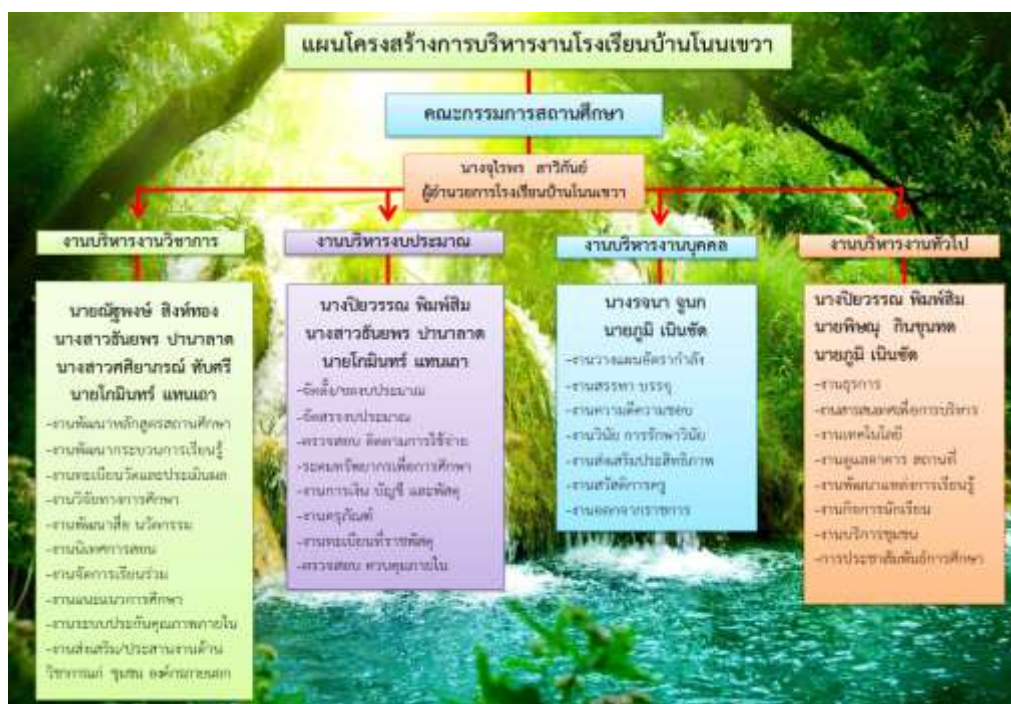 แผนโครงสร้างการบริหารงานโรงเรียนบ้านโนนเขวา
คณะกรรมการสถานศึกษา
นางจุไรพร สาวิกันย์
ผู้อำนวยการโรงเรียนบ้านโนนเขวา
งานบริหารงานวิชาการ
นายณัฐพงษ์ สิงห์ทอง
นางสาวธันยพร ปานาลาด
นางสาวศศิยาภรณ์ ทับศรี
นายโกมินทร์ แทนเถา
-งานพัฒนาหลักสูตรสถานศึกษา
-งานพัฒนากระบวนการเรียนรู้
-งานทะเบียนวัดและประเมินผล
-งานวิจัยทางการศึกษา
-งานพัฒนาสื่อ นวัตกรรม
-งานนิเทศการสอน
-งานจัดการเรียนร่วม
-งานแนะแนวการศึกษา
-งานระบบประกันคุณภาพภายใน
-งานส่งเสริม/ประสานงานด้าน
วิชาการแก่ ชุมชน องค์กรภายนอก
งานบริหารงบประมาณ
นางปิยวรรณ พิมพ์สิม
นางสาวธันยพร ปานาลาด
นายโกมินทร์ แทนเถา
-จัดตั้ง/ของบประมาณ
-จัดสรรงบประมาณ
-ตรวจสอบ ติดตามการใช้จ่าย
-ระดมทรัพยากรเพื่อการศึกษา
-งานการเงิน บัญชี และพัสดุ
-งานครุภัณฑ์
-งานทะเบียนที่ราชพัสดุ
-ตรวจสอบ ควบคุมภายใน
งานบริหารงานบุคคล
นางรจนา จูนก
นายภูมิ เนินชัด
-งานวางแผนอัตรากำลัง
-งานสรรหา บรรจุ
-งานความดีความชอบ
-งานวินัย การรักษาวินัย
-งานส่งเสริมประสิทธิภาพ
-งานสวัสดิการครู
-งานออกจากราชการ
งานบริหารงานทั่วไป
นางปิยวรรณ พิมพ์สิม
นายพิษณุ กินขุนทด
นายภูมิ เนินชัด
-งานธุรการ
-งานสารสนเทศเพื่อการบริหาร
-งานเทคโนโลยี
-งานดูแลอาคาร สถานที่
-งานพัฒนาแหล่งการเรียนรู้
-งานกิจการนักเรียน
-งานบริการชุมชน
-การประชาสัมพันธ์การศึกษา